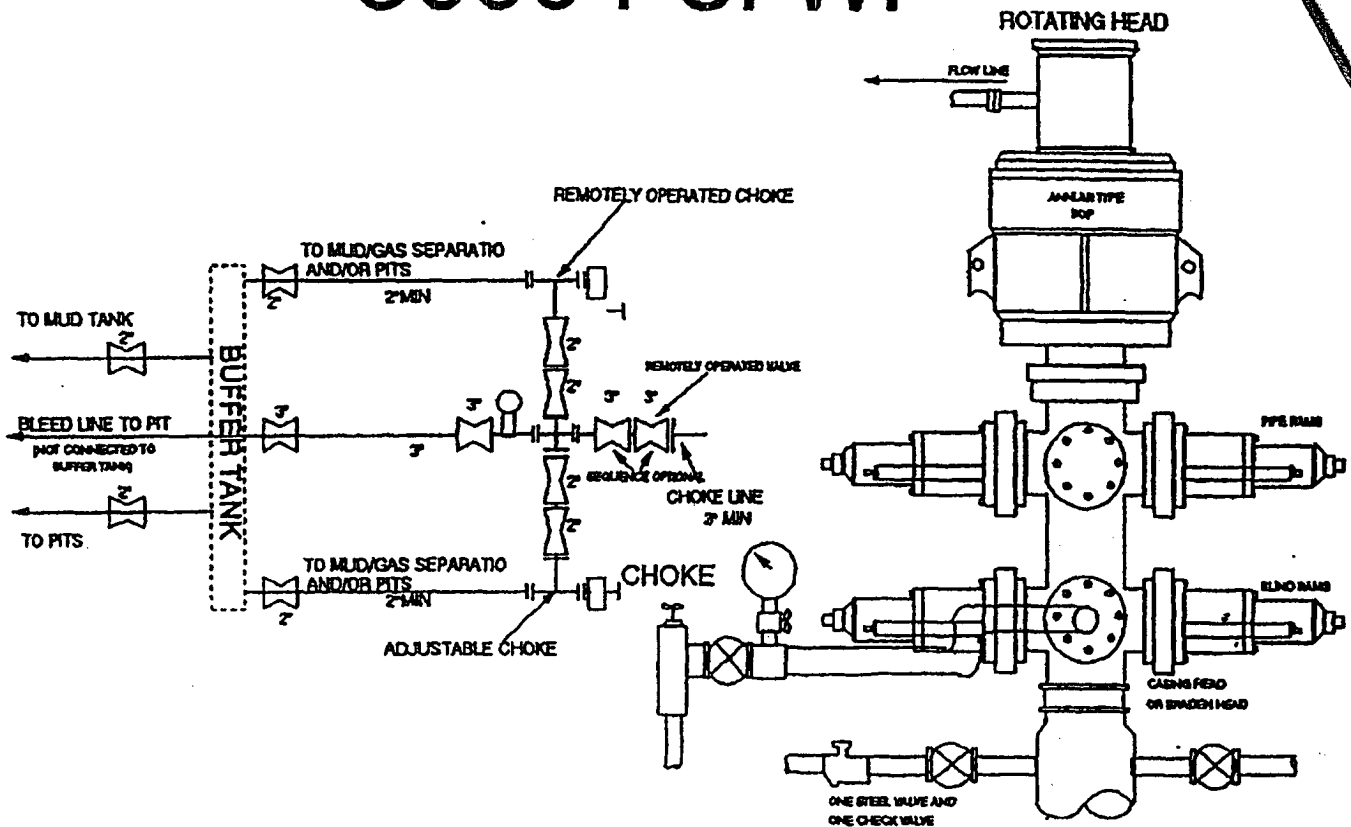 ROTATING HEAD
FLOW LINE
ANNULAR TYPE
BOP
REMOTELY OPERATED CHOKE
TO MUD/GAS SEPARATIO
AND/OR PITS
2" MIN
2"
TO MUD TANK
2"
2"
2"
REMOTELY OPERATED VALVE
3"
3"
BUFFER TANK
BLEED LINE TO PIT
(NOT CONNECTED TO
BUFFER TANK)
3"
3"
3"
SEQUENCE OPTIONAL
CHOKE LINE
3" MIN
PIPE RAMS
2"
2"
2"
TO PITS
TO MUD/GAS SEPARATIO
AND/OR PITS
2" MIN
2"
CHOKE
ADJUSTABLE CHOKE
BLIND RAMS
CASING HEAD
OR BRADEN HEAD
ONE STEEL VALVE AND
ONE CHECK VALVE